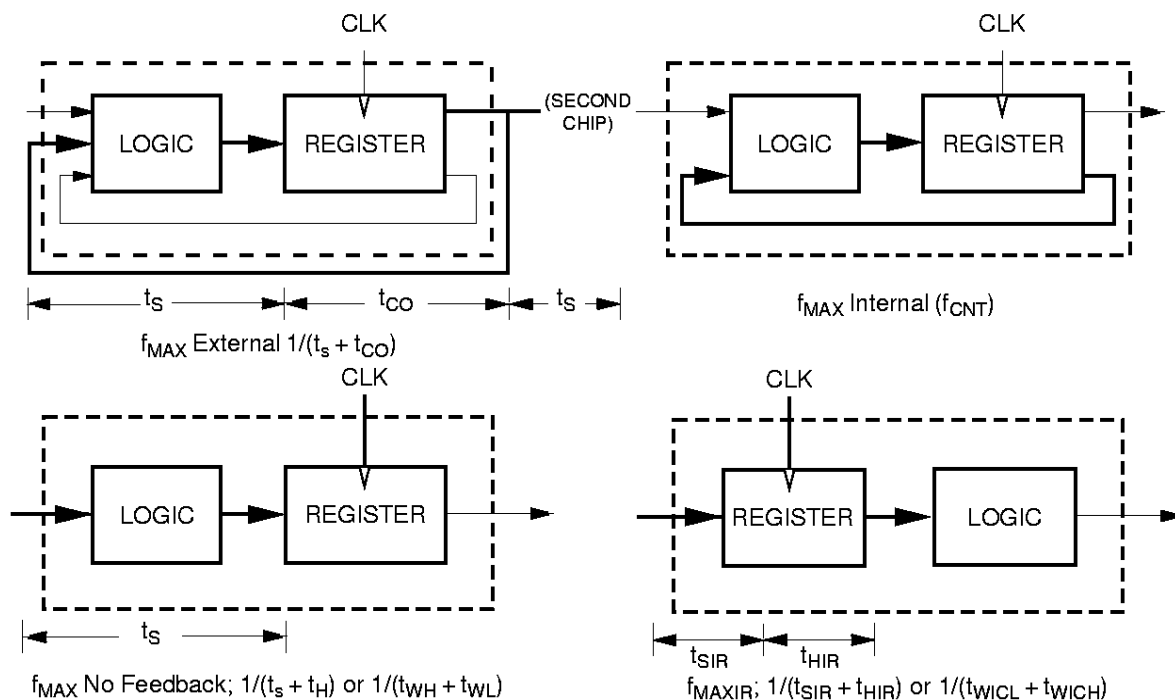 CLK
LOGIC
REGISTER
(SECOND
CHIP)
tS
tCO
tS
fMAX External 1/(ts + tCO)
CLK
LOGIC
REGISTER
fMAX Internal (fCNT)
CLK
LOGIC
REGISTER
tS
fMAX No Feedback; 1/(ts + tH) or 1/(tWH + tWL)
CLK
REGISTER
LOGIC
tSIR
tHIR
fMAXIR; 1/(tSIR + tHIR) or 1/(tWICL + tWICH)